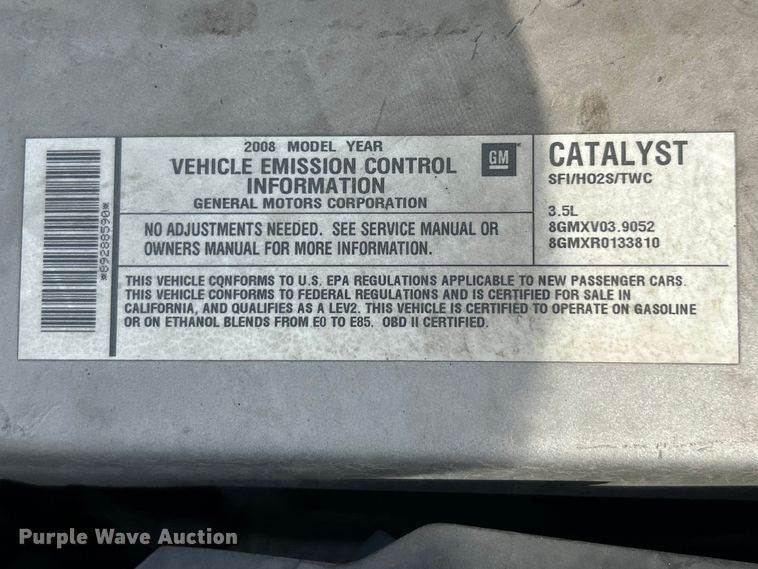 2008 MODEL YEAR
VEHICLE EMISSION CONTROL
INFORMATION
GENERAL MOTORS CORPORATION
GM
NO ADJUSTMENTS NEEDED. SEE SERVICE MANUAL OR
OWNERS MANUAL FOR MORE INFORMATION.
CATALYST
SFI/HO2S/TWC
3.5L
8GMXV03.9052
8GMXR0133810
THIS VEHICLE CONFORMS TO U.S. EPA REGULATIONS APPLICABLE TO NEW PASSENGER CARS.
THIS VEHICLE CONFORMS TO FEDERAL REGULATIONS AND IS CERTIFIED FOR SALE IN
CALIFORNIA, AND QUALIFIES AS A LEV2. THIS VEHICLE IS CERTIFIED TO OPERATE ON GASOLINE
OR ON ETHANOL BLENDS FROM E0 TO E85. OBD II CERTIFIED.
*89288590*
Purple Wave Auction